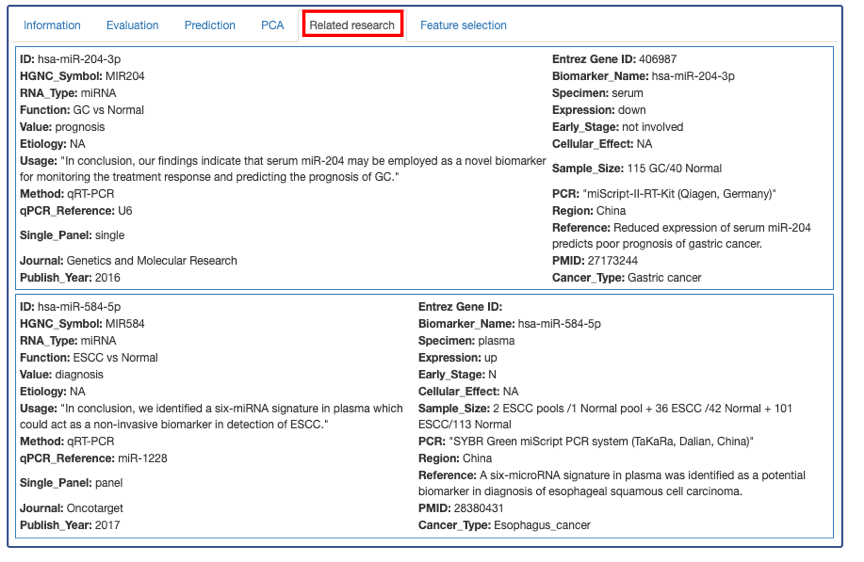 Information Evaluation Prediction PCA Related research Feature selection
ID: hsa-miR-204-3p Entrez Gene ID: 406987
HGNC_Symbol: MIR204 Biomarker_Name: hsa-miR-204-3p
RNA_Type: miRNA Specimen: serum
Function: GC vs Normal Expression: down
Value: prognosis Early_Stage: not involved
Etiology: NA Cellular_Effect: NA
Usage: "In conclusion, our findings indicate that serum miR-204 may be employed as a novel biomarker
for monitoring the treatment response and predicting the prognosis of GC."
Sample_Size: 115 GC/40 Normal
Method: qRT-PCR PCR: "miScript-II-RT-Kit (Qiagen, Germany)"
qPCR_Reference: U6 Region: China
Single_Panel: single
Reference: Reduced expression of serum miR-204
predicts poor prognosis of gastric cancer.
Journal: Genetics and Molecular Research PMID: 27173244
Publish_Year: 2016 Cancer_Type: Gastric cancer
ID: hsa-miR-584-5p Entrez Gene ID:
HGNC_Symbol: MIR584 Biomarker_Name: hsa-miR-584-5p
RNA_Type: miRNA Specimen: plasma
Function: ESCC vs Normal Expression: up
Value: diagnosis Early_Stage: N
Etiology: NA Cellular_Effect: NA
Usage: "In conclusion, we identified a six-miRNA signature in plasma which
could act as a non-invasive biomarker in detection of ESCC."
Sample_Size: 2 ESCC pools /1 Normal pool + 36 ESCC /42 Normal + 101
ESCC/113 Normal
Method: qRT-PCR PCR: "SYBR Green miScript PCR system (TaKaRa, Dalian, China)"
qPCR_Reference: miR-1228 Region: China
Single_Panel: panel
Reference: A six-microRNA signature in plasma was identified as a potential
biomarker in diagnosis of esophageal squamous cell carcinoma.
Journal: Oncotarget PMID: 28380431
Publish_Year: 2017 Cancer_Type: Esophagus_cancer